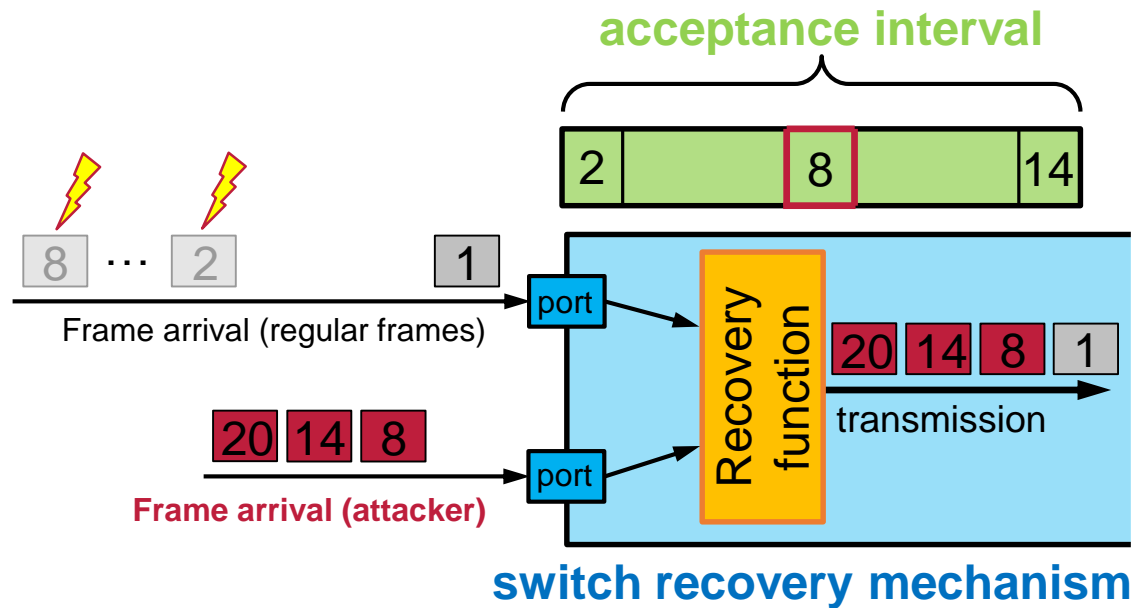 acceptance interval
2 8 14
8 ... 2 1
port
Frame arrival (regular frames)
Recovery
function
20 14 8 1
transmission
20 14 8
port
Frame arrival (attacker)
switch recovery mechanism